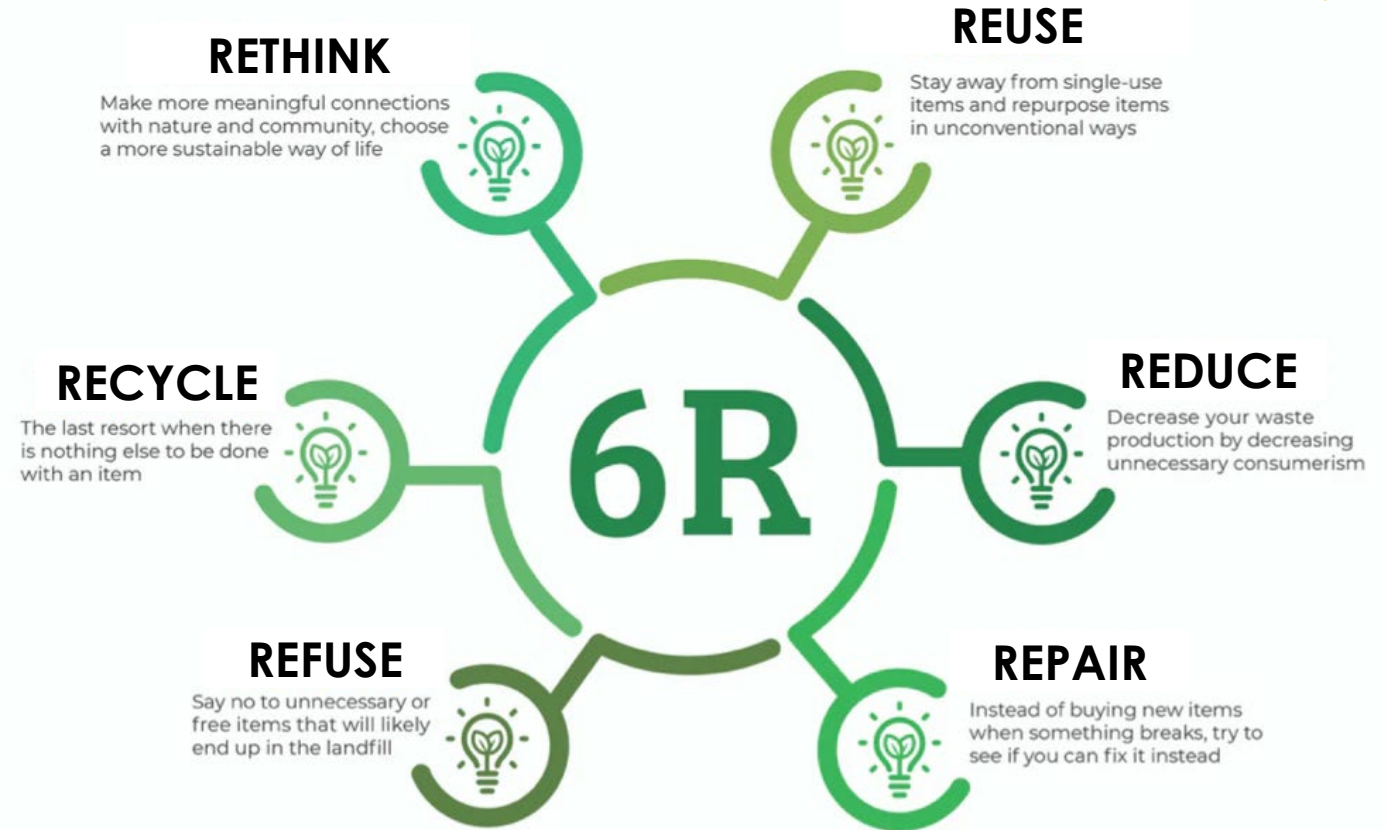 RETHINK
Make more meaningful connections
with nature and community, choose
a more sustainable way of life
REUSE
Stay away from single-use
items and repurpose items
in unconventional ways
RECYCLE
The last resort when there
is nothing else to be done
with an item
6R
REDUCE
Decrease your waste
production by decreasing
unnecessary consumerism
REFUSE
Say no to unnecessary or
free items that will likely
end up in the landfill
REPAIR
Instead of buying new items
when something breaks, try to
see if you can fix it instead